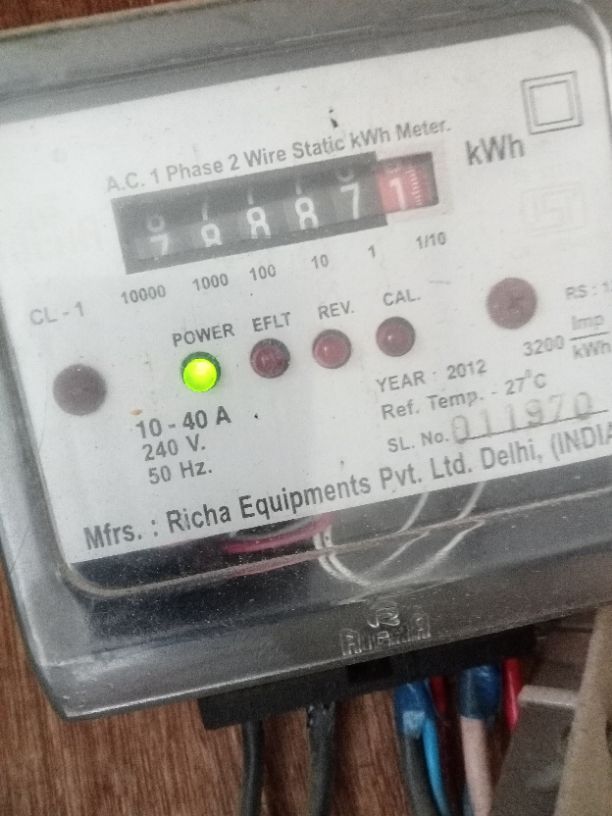 A.C. 1 Phase 2 Wire Static kWh Meter.
kWh
7 8 8 8 7 1
10000 1000 100 10 1 1/10
CL - 1
POWER EFLT REV. CAL.
3200 Imp/kWh
YEAR : 2012
Ref. Temp. - 27°C
10 - 40 A
240 V.
50 Hz.
SL. No. 011970
Mfrs. : Richa Equipments Pvt. Ltd. Delhi, (INDIA